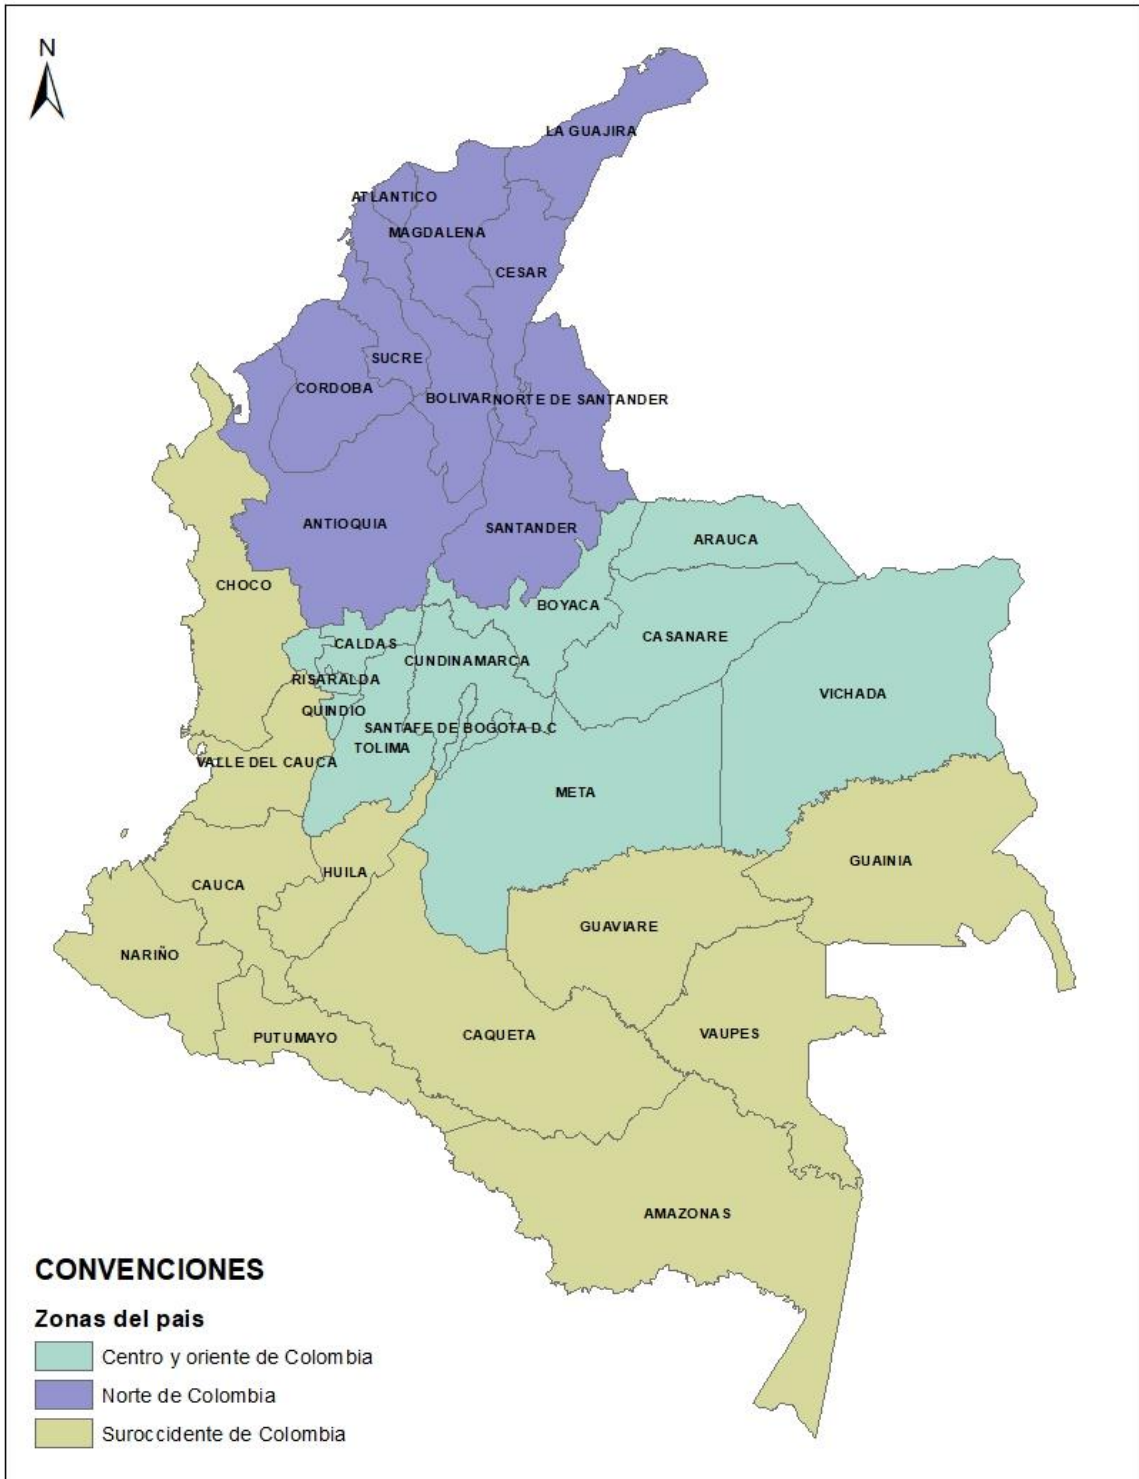 N
LA GUAJIRA
ATLANTICO
MAGDALENA
CESAR
SUCRE
CORDOBA
BOLIVAR
NORTE DE SANTANDER
ANTIOQUIA
SANTANDER
ARAUCA
CHOCO
BOYACA
CASANARE
CALDAS
CUNDINAMARCA
RISARALDA
VICHADA
QUINDIO
SANTAFE DE BOGOTA D.C
TOLIMA
VALLE DEL CAUCA
META
GUAINIA
HUILA
CAUCA
GUAVIARE
NARIÑO
CAQUETA
VAUPES
PUTUMAYO
AMAZONAS
CONVENCIONES
Zonas del pais
Centro y oriente de Colombia
Norte de Colombia
Suroccidente de Colombia